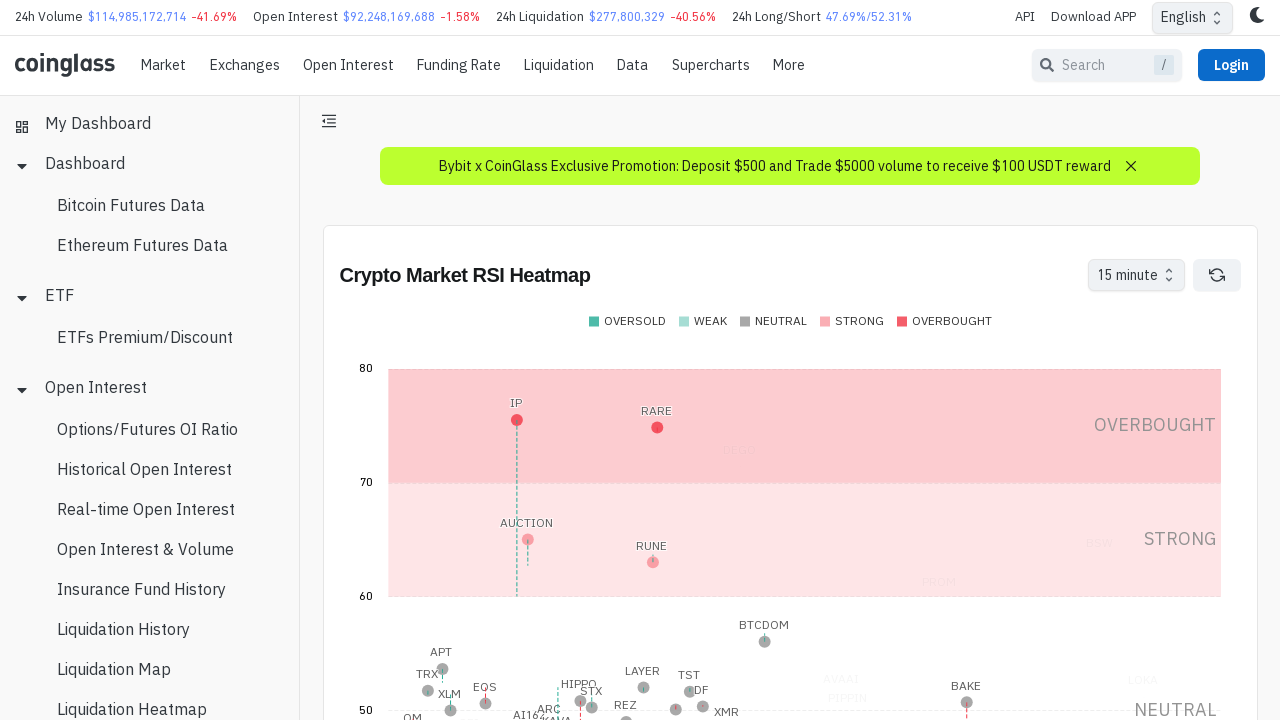 24h Volume $114,985,172,714 -41.69% Open Interest $92,248,169,688 -1.58% 24h Liquidation $277,800,329 -40.56% 24h Long/Short 47.69%/52.31% API Download APP English
coinglass Market Exchanges Open Interest Funding Rate Liquidation Data Supercharts More Search / Login
My Dashboard
Dashboard
Bitcoin Futures Data
Ethereum Futures Data
ETF
ETFs Premium/Discount
Open Interest
Options/Futures OI Ratio
Historical Open Interest
Real-time Open Interest
Open Interest & Volume
Insurance Fund History
Liquidation History
Liquidation Map
Liquidation Heatmap
Bybit x CoinGlass Exclusive Promotion: Deposit $500 and Trade $5000 volume to receive $100 USDT reward
Crypto Market RSI Heatmap 15 minute
OVERSOLD WEAK NEUTRAL STRONG OVERBOUGHT
80
IP
RARE
OVERBOUGHT
70
AUCTION
RUNE
BSW
STRONG
PROM
60
BTCDOM
APT
TRX
XLM
EOS
HIPPO
STX
LAYER
TST
DF
AVAAI
PIPPIN
BAKE
ARC
REZ
XMR
50
NEUTRAL